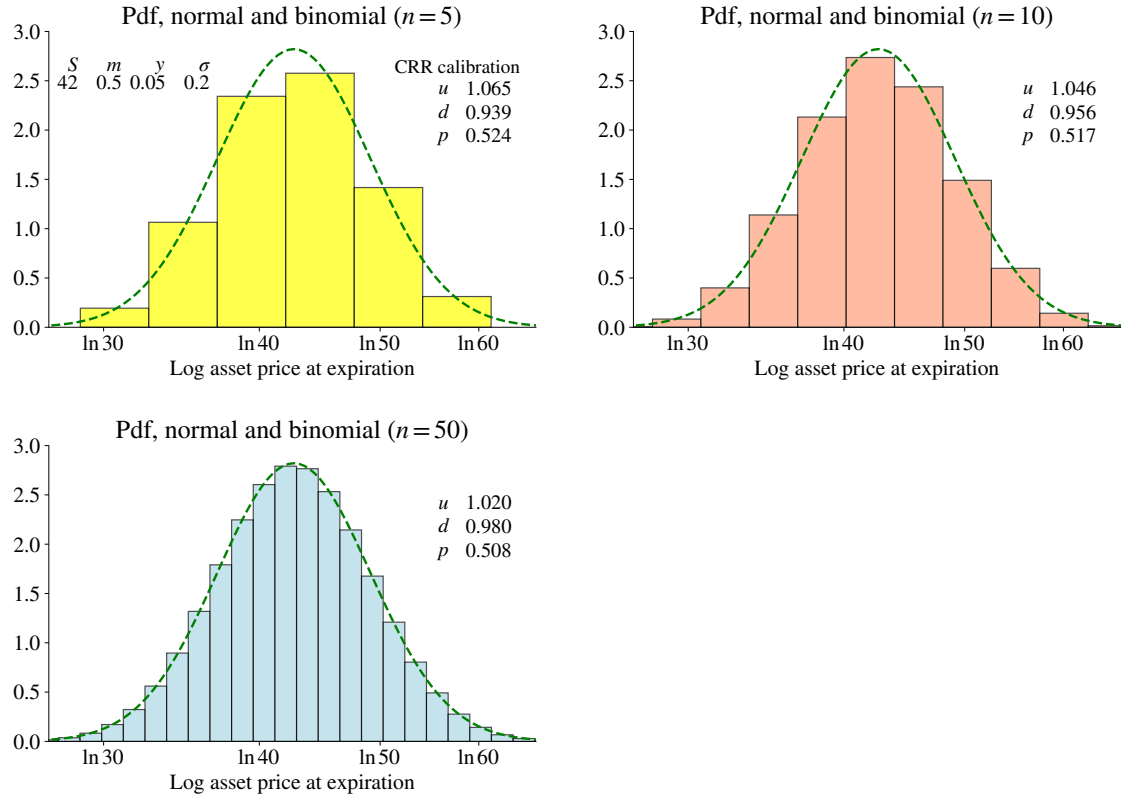 Pdf, normal and binomial (n = 5)
3.0
2.5
2.0
1.5
1.0
0.5
0.0
S m y σ
42 0.5 0.05 0.2
CRR calibration
u 1.065
d 0.939
p 0.524
ln 30 ln 40 ln 50 ln 60
Log asset price at expiration
Pdf, normal and binomial (n = 10)
3.0
2.5
2.0
1.5
1.0
0.5
0.0
u 1.046
d 0.956
p 0.517
ln 30 ln 40 ln 50 ln 60
Log asset price at expiration
Pdf, normal and binomial (n = 50)
3.0
2.5
2.0
1.5
1.0
0.5
0.0
u 1.020
d 0.980
p 0.508
ln 30 ln 40 ln 50 ln 60
Log asset price at expiration